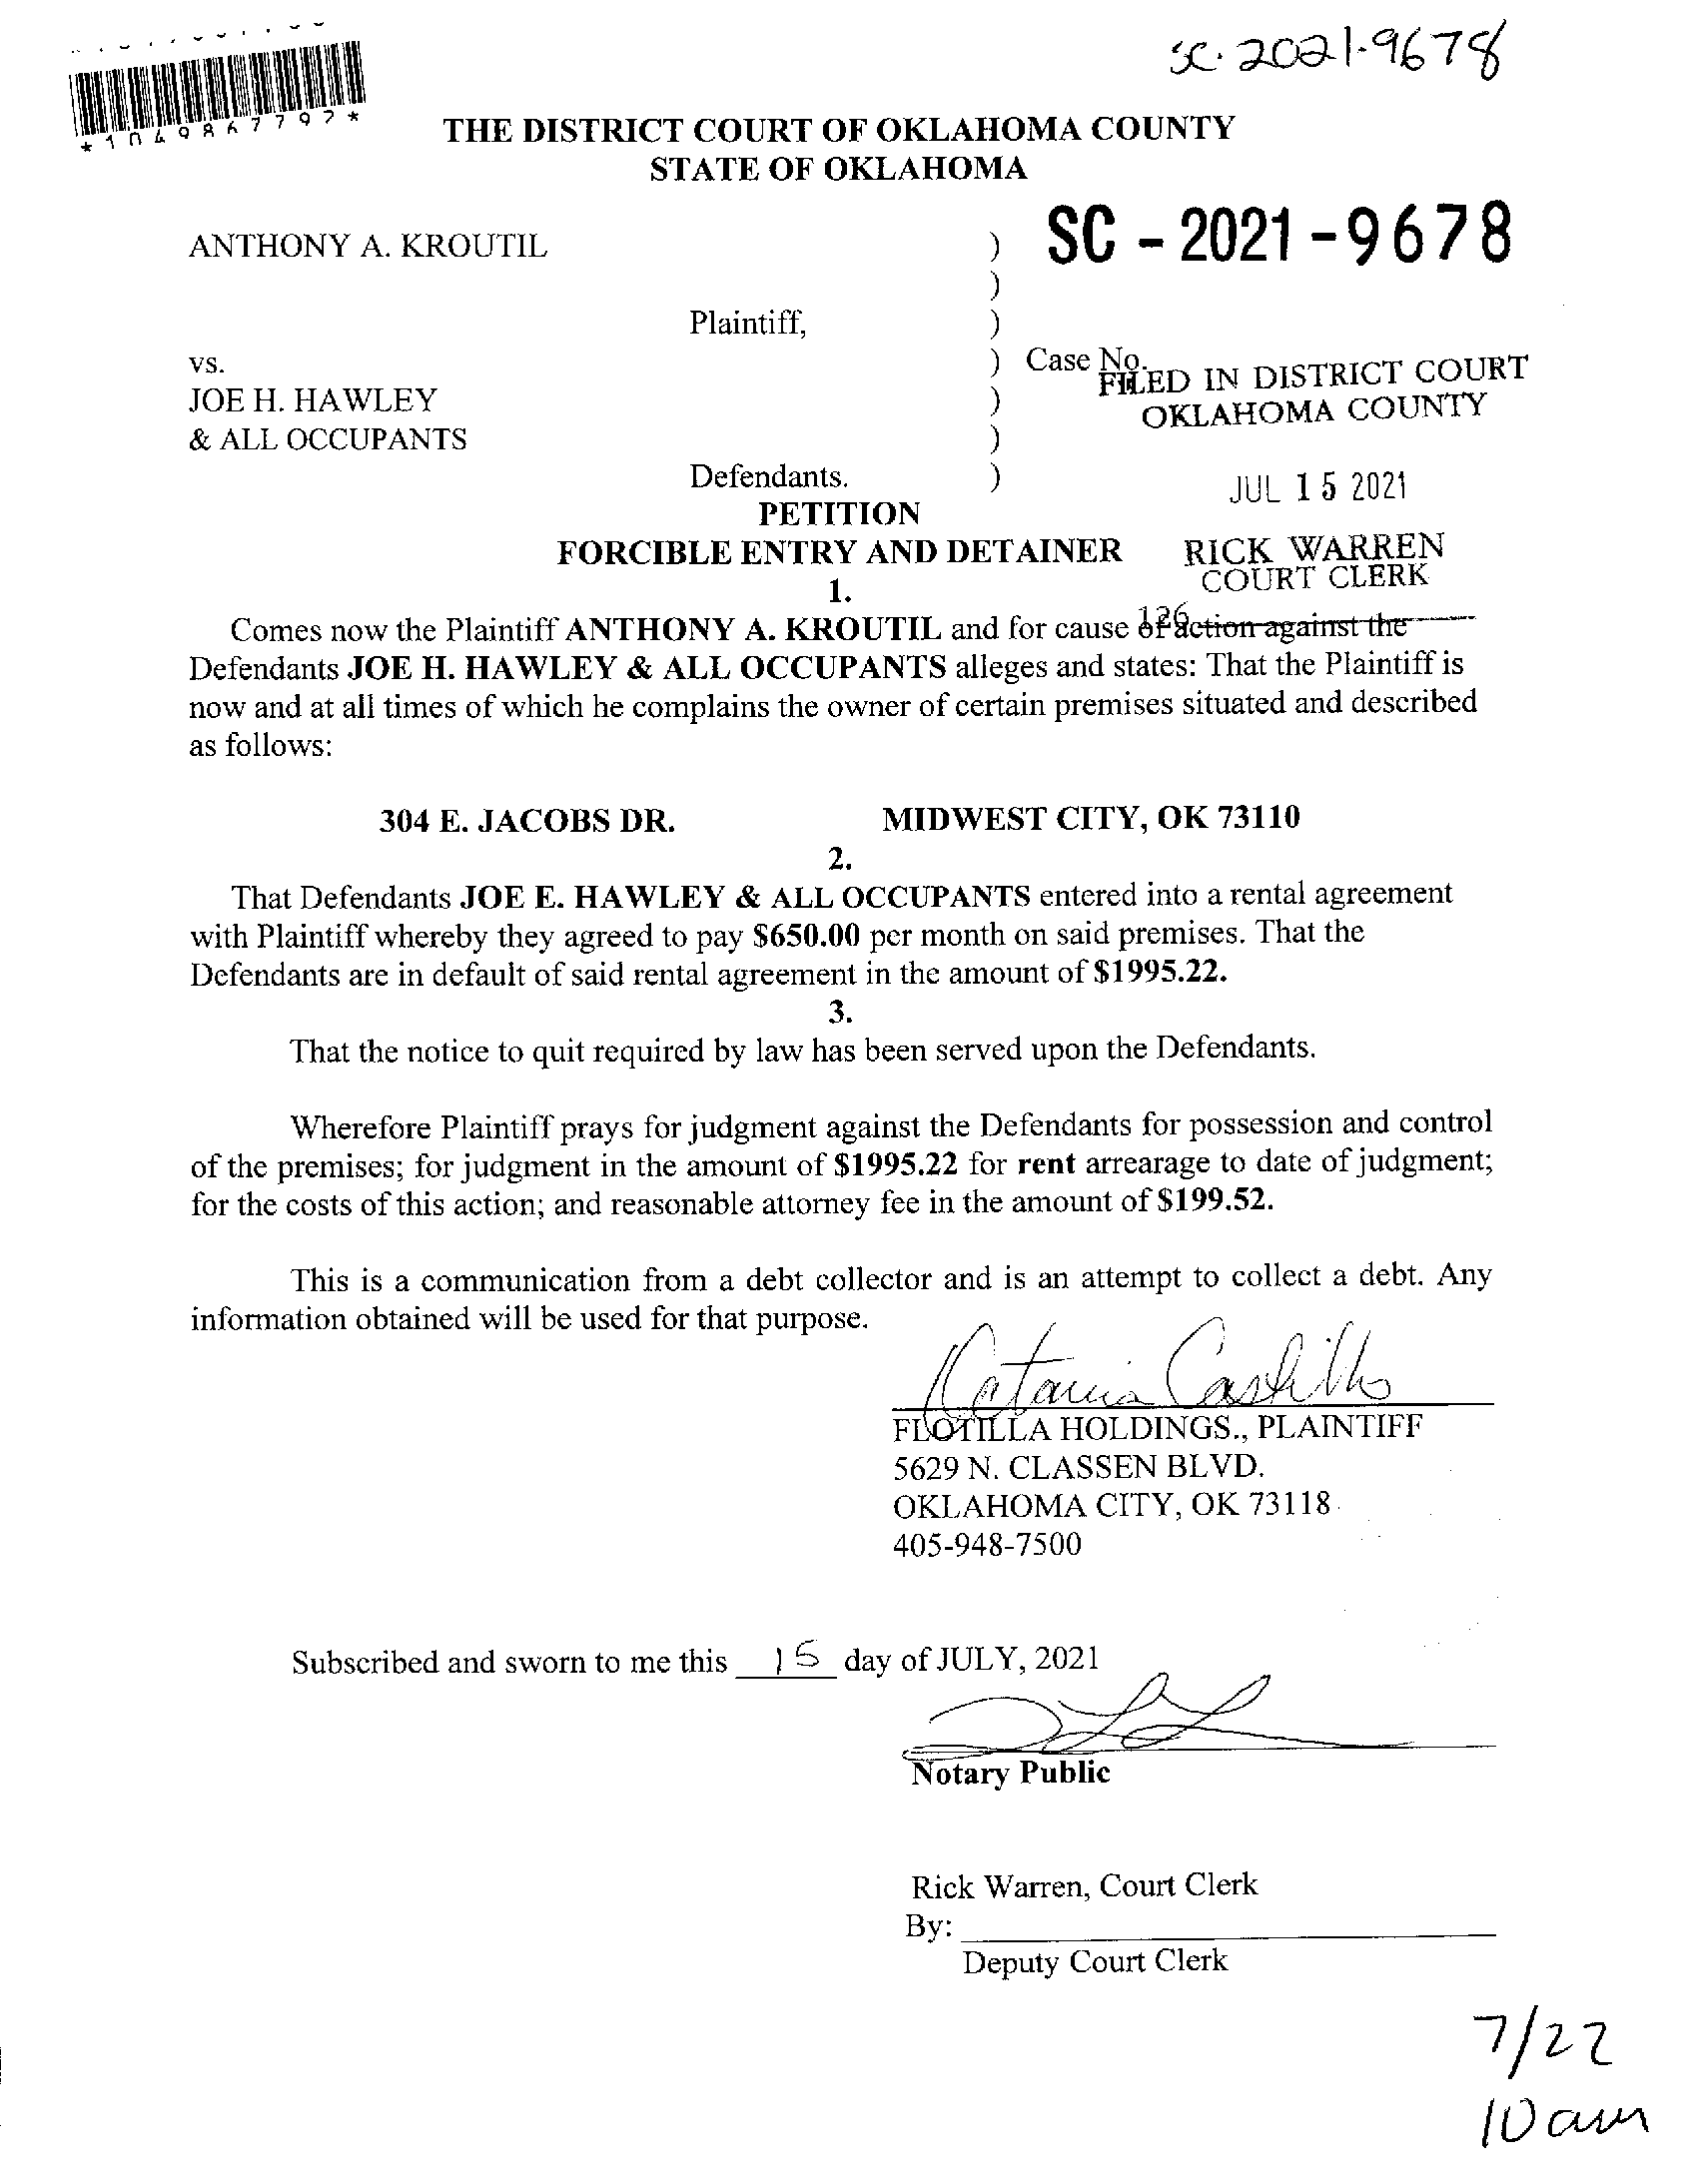 SC-2021-9678
THE DISTRICT COURT OF OKLAHOMA COUNTY
STATE OF OKLAHOMA
SC - 2021 - 9678
ANTHONY A. KROUTIL )
)
Plaintiff, )
vs. ) Case No.
FILED IN DISTRICT COURT
JOE H. HAWLEY )
OKLAHOMA COUNTY
& ALL OCCUPANTS )
Defendants. )
JUL 15 2021
PETITION
FORCIBLE ENTRY AND DETAINER
RICK WARREN
COURT CLERK
1.
126
Comes now the Plaintiff ANTHONY A. KROUTIL and for cause of action against the
Defendants JOE H. HAWLEY & ALL OCCUPANTS alleges and states: That the Plaintiff is
now and at all times of which he complains the owner of certain premises situated and described
as follows:
304 E. JACOBS DR. MIDWEST CITY, OK 73110
2.
That Defendants JOE E. HAWLEY & ALL OCCUPANTS entered into a rental agreement
with Plaintiff whereby they agreed to pay $650.00 per month on said premises. That the
Defendants are in default of said rental agreement in the amount of $1995.22.
3.
That the notice to quit required by law has been served upon the Defendants.
Wherefore Plaintiff prays for judgment against the Defendants for possession and control
of the premises; for judgment in the amount of $1995.22 for rent arrearage to date of judgment;
for the costs of this action; and reasonable attorney fee in the amount of $199.52.
This is a communication from a debt collector and is an attempt to collect a debt. Any
information obtained will be used for that purpose.
Castillo
FLOTILLA HOLDINGS., PLAINTIFF
5629 N. CLASSEN BLVD.
OKLAHOMA CITY, OK 73118
405-948-7500
Subscribed and sworn to me this 15 day of JULY, 2021
Notary Public
Rick Warren, Court Clerk
By:
Deputy Court Clerk
7/22
10am